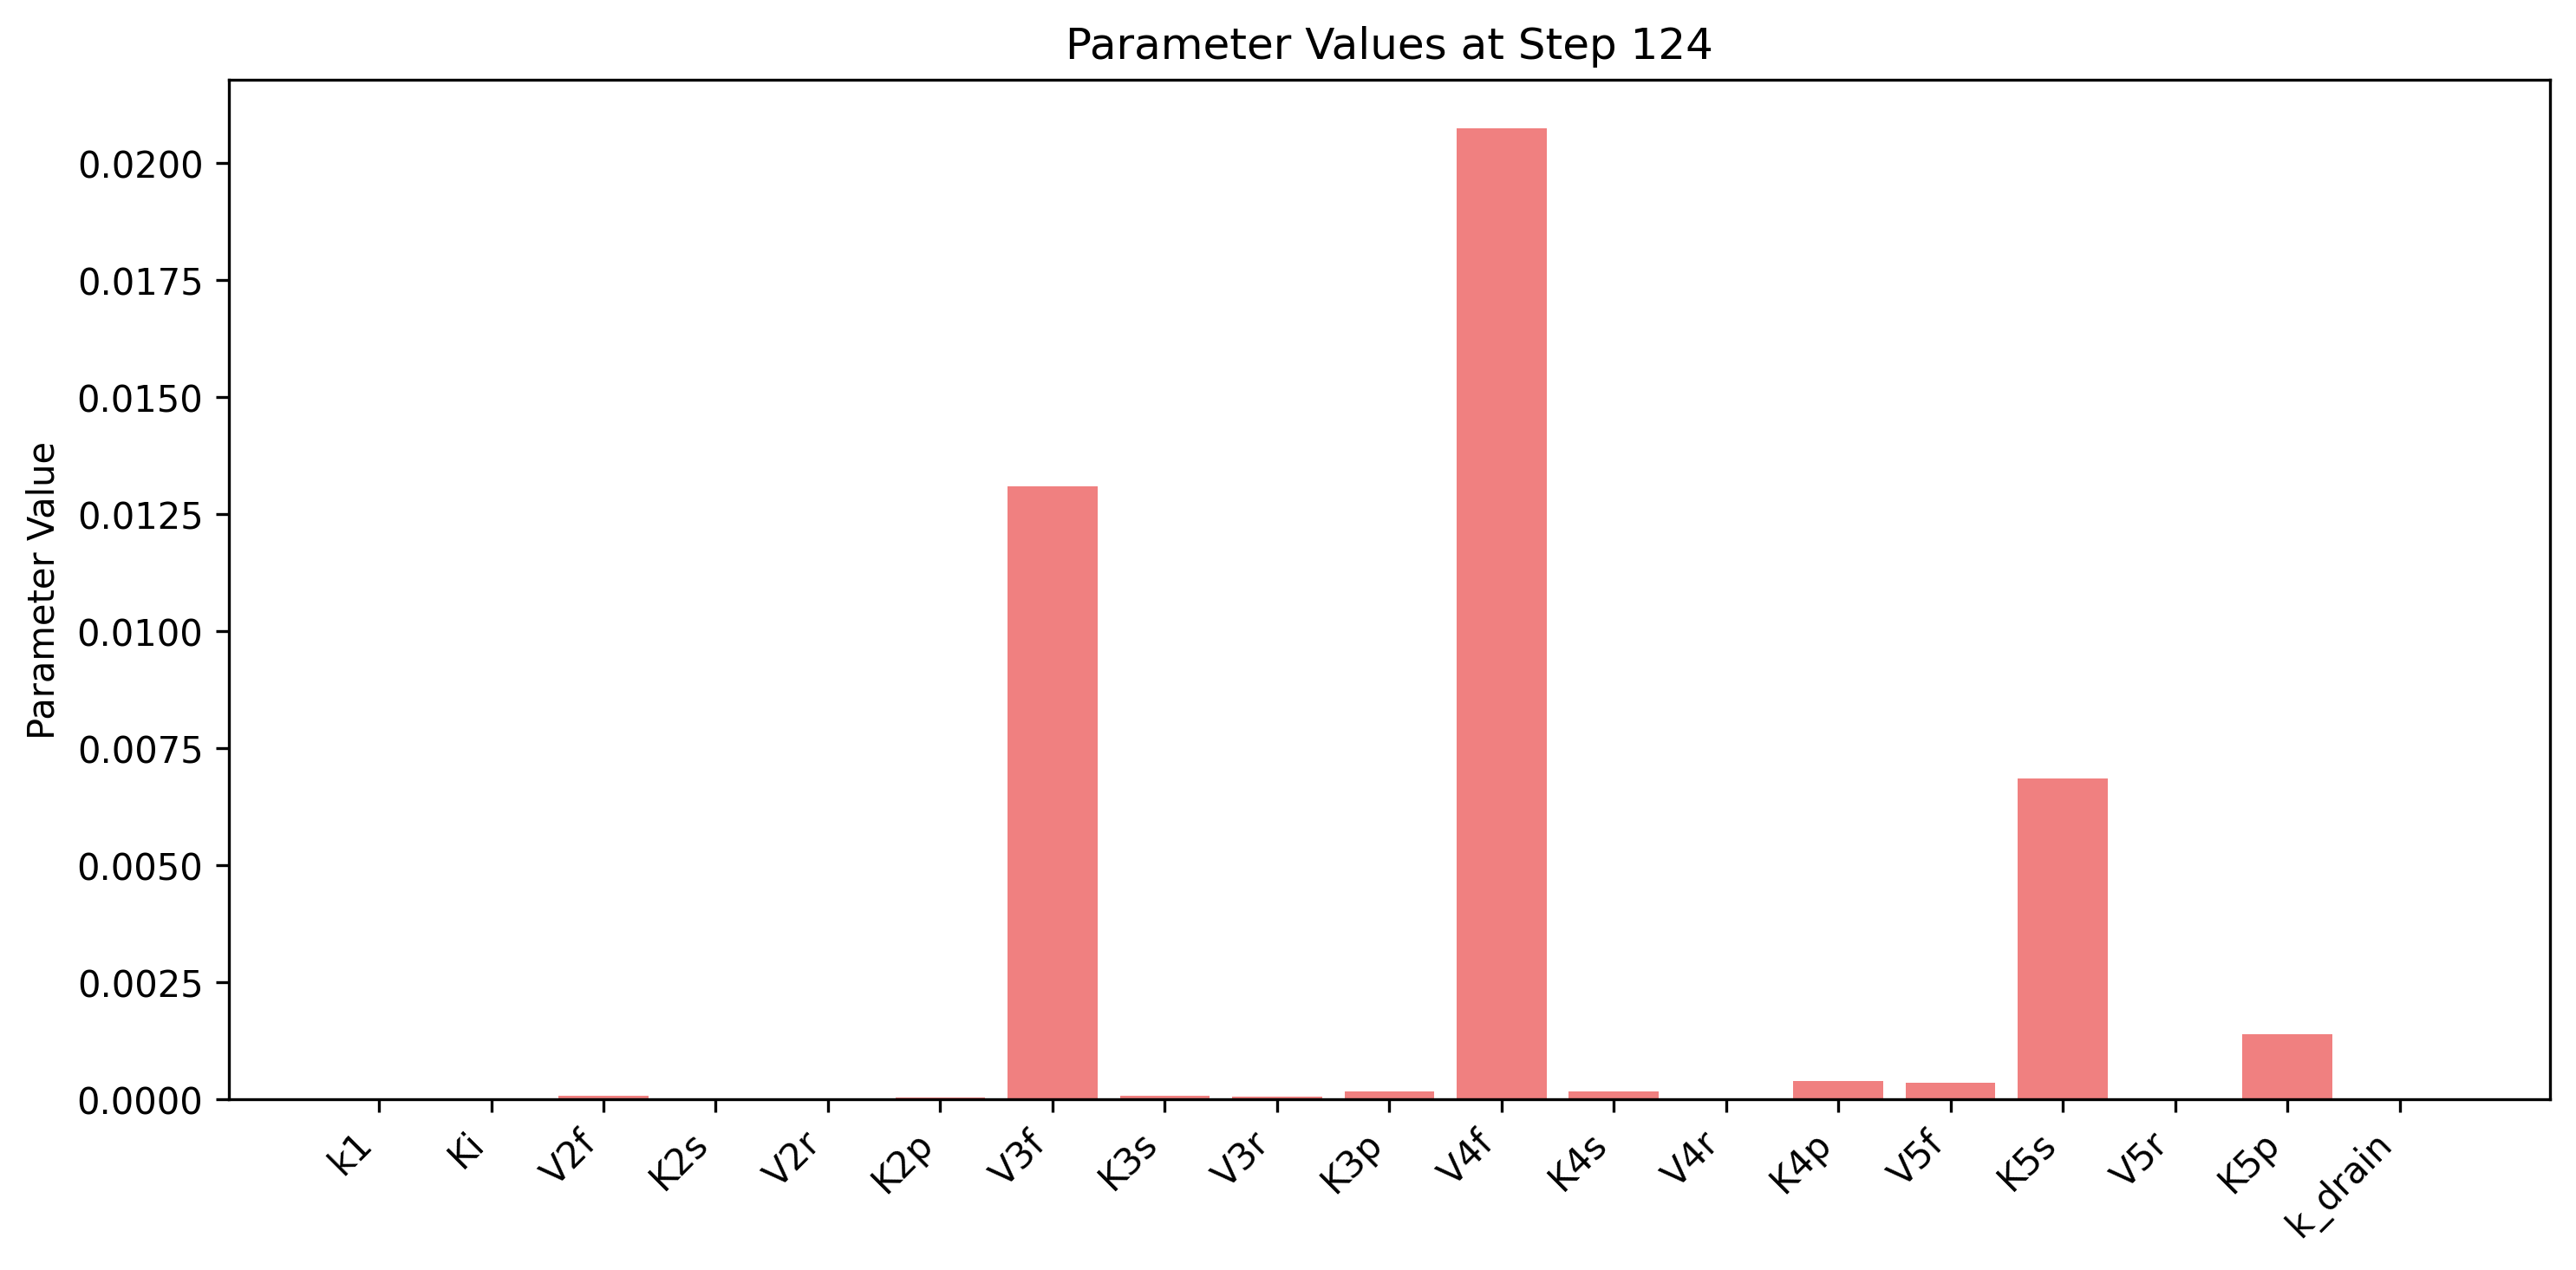 Parameter Values at Step 124
Parameter Value
0.0200
0.0175
0.0150
0.0125
0.0100
0.0075
0.0050
0.0025
0.0000
k1
Ki
V2f
K2s
V2r
K2p
V3f
K3s
V3r
K3p
V4f
K4s
V4r
K4p
V5f
K5s
V5r
K5p
k_drain